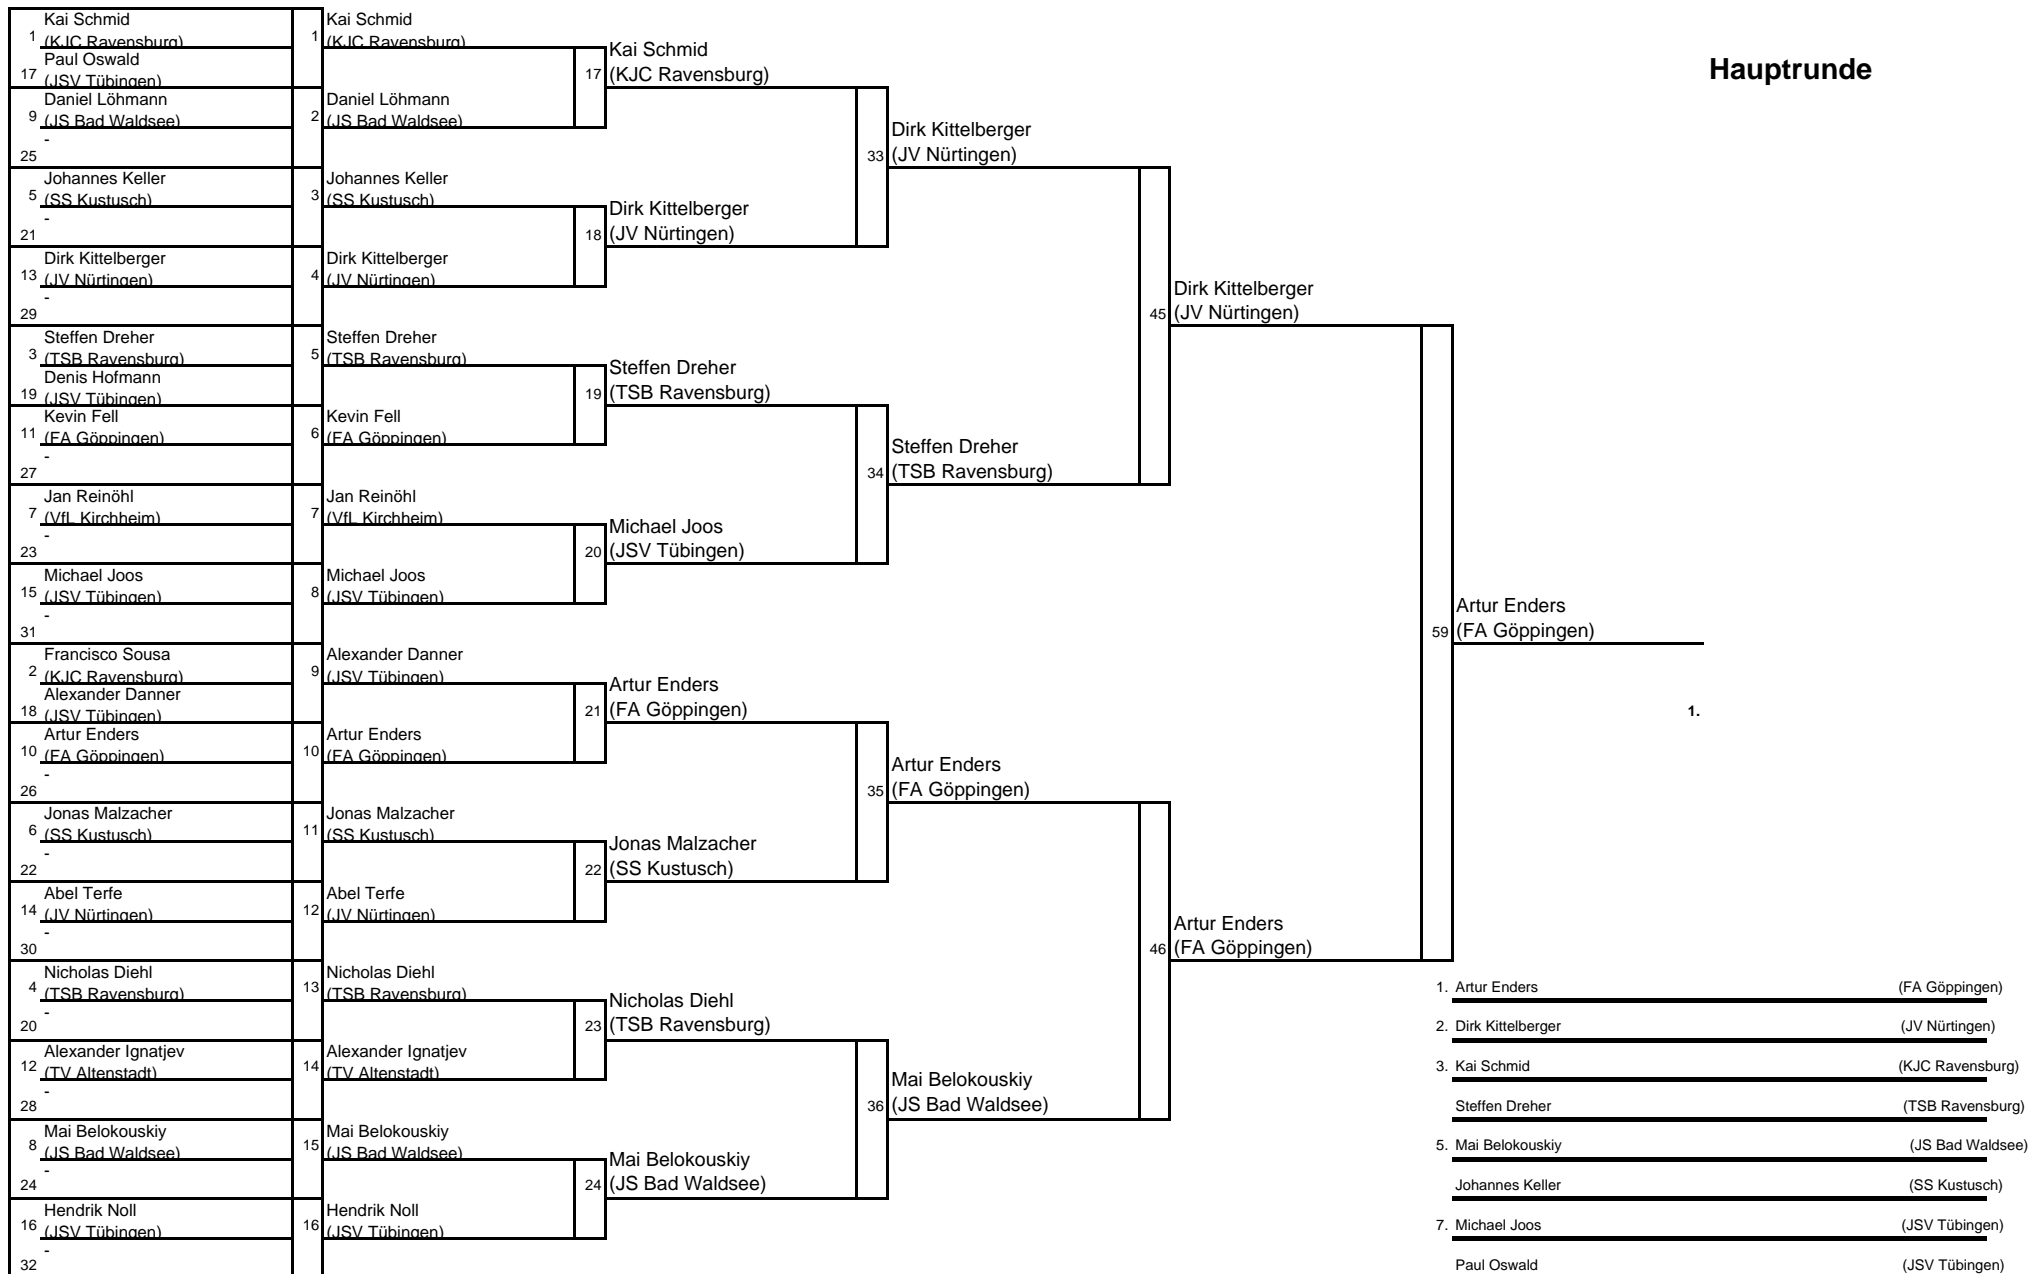 Hauptrunde
1 Kai Schmid
(KJC Ravensburg)
17 Paul Oswald
(JSV Tübingen)
9 Daniel Löhmann
(JS Bad Waldsee)
25 -
5 Johannes Keller
(SS Kustusch)
21 -
13 Dirk Kittelberger
(JV Nürtingen)
29 -
3 Steffen Dreher
(TSB Ravensburg)
19 Denis Hofmann
(JSV Tübingen)
11 Kevin Fell
(FA Göppingen)
27 -
7 Jan Reinöhl
(VfL Kirchheim)
23 -
15 Michael Joos
(JSV Tübingen)
31 -
2 Francisco Sousa
(KJC Ravensburg)
18 Alexander Danner
(JSV Tübingen)
10 Artur Enders
(FA Göppingen)
26 -
6 Jonas Malzacher
(SS Kustusch)
22 -
14 Abel Terfe
(JV Nürtingen)
30 -
4 Nicholas Diehl
(TSB Ravensburg)
20 -
12 Alexander Ignatjev
(TV Altenstadt)
28 -
8 Mai Belokouskiy
(JS Bad Waldsee)
24 -
16 Hendrik Noll
(JSV Tübingen)
32 -
1 Kai Schmid
(KJC Ravensburg)
2 Daniel Löhmann
(JS Bad Waldsee)
3 Johannes Keller
(SS Kustusch)
4 Dirk Kittelberger
(JV Nürtingen)
5 Steffen Dreher
(TSB Ravensburg)
6 Kevin Fell
(FA Göppingen)
7 Jan Reinöhl
(VfL Kirchheim)
8 Michael Joos
(JSV Tübingen)
9 Alexander Danner
(JSV Tübingen)
10 Artur Enders
(FA Göppingen)
11 Jonas Malzacher
(SS Kustusch)
12 Abel Terfe
(JV Nürtingen)
13 Nicholas Diehl
(TSB Ravensburg)
14 Alexander Ignatjev
(TV Altenstadt)
15 Mai Belokouskiy
(JS Bad Waldsee)
16 Hendrik Noll
(JSV Tübingen)
Kai Schmid
17 (KJC Ravensburg)
Dirk Kittelberger
18 (JV Nürtingen)
Steffen Dreher
19 (TSB Ravensburg)
Michael Joos
20 (JSV Tübingen)
Artur Enders
21 (FA Göppingen)
Jonas Malzacher
22 (SS Kustusch)
Nicholas Diehl
23 (TSB Ravensburg)
Mai Belokouskiy
24 (JS Bad Waldsee)
Dirk Kittelberger
33 (JV Nürtingen)
Steffen Dreher
34 (TSB Ravensburg)
Artur Enders
35 (FA Göppingen)
Mai Belokouskiy
36 (JS Bad Waldsee)
Dirk Kittelberger
45 (JV Nürtingen)
Artur Enders
46 (FA Göppingen)
Artur Enders
59 (FA Göppingen)
1.
1. Artur Enders (FA Göppingen)
2. Dirk Kittelberger (JV Nürtingen)
3. Kai Schmid (KJC Ravensburg)
Steffen Dreher (TSB Ravensburg)
5. Mai Belokouskiy (JS Bad Waldsee)
Johannes Keller (SS Kustusch)
7. Michael Joos (JSV Tübingen)
Paul Oswald (JSV Tübingen)